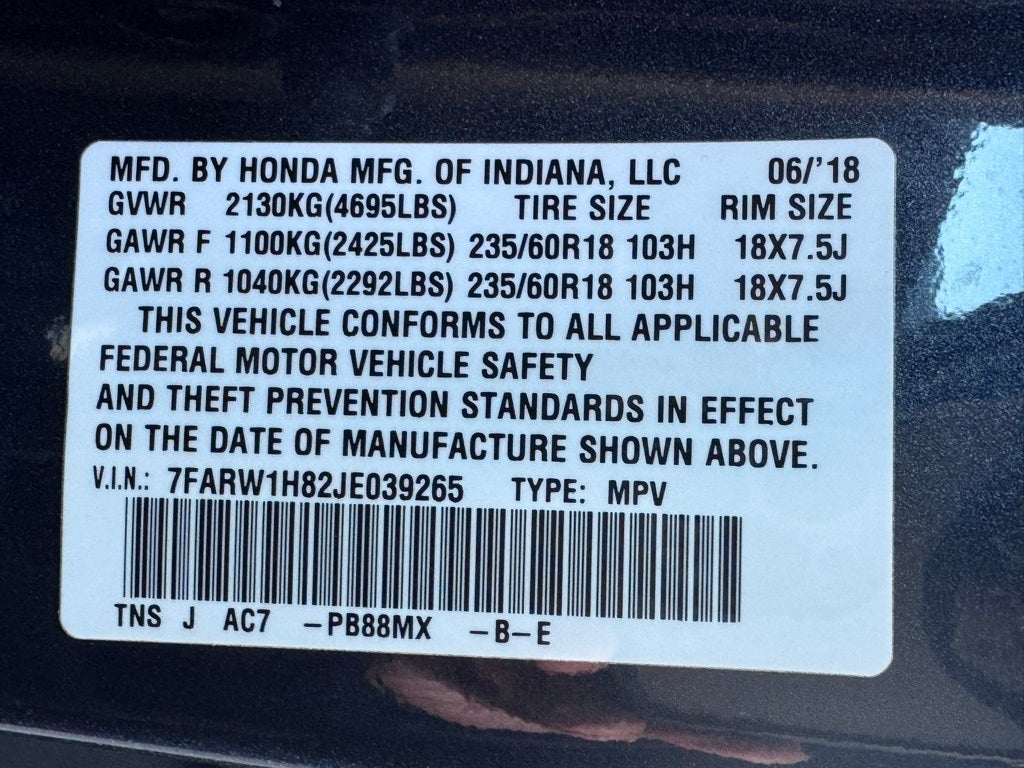 MFD. BY HONDA MFG. OF INDIANA, LLC 06/'18
GVWR 2130KG(4695LBS) TIRE SIZE RIM SIZE
GAWR F 1100KG(2425LBS) 235/60R18 103H 18X7.5J
GAWR R 1040KG(2292LBS) 235/60R18 103H 18X7.5J
THIS VEHICLE CONFORMS TO ALL APPLICABLE
FEDERAL MOTOR VEHICLE SAFETY
AND THEFT PREVENTION STANDARDS IN EFFECT
ON THE DATE OF MANUFACTURE SHOWN ABOVE.
V.I.N.: 7FARW1H82JE039265 TYPE: MPV
TNS J AC7 -PB88MX -B-E